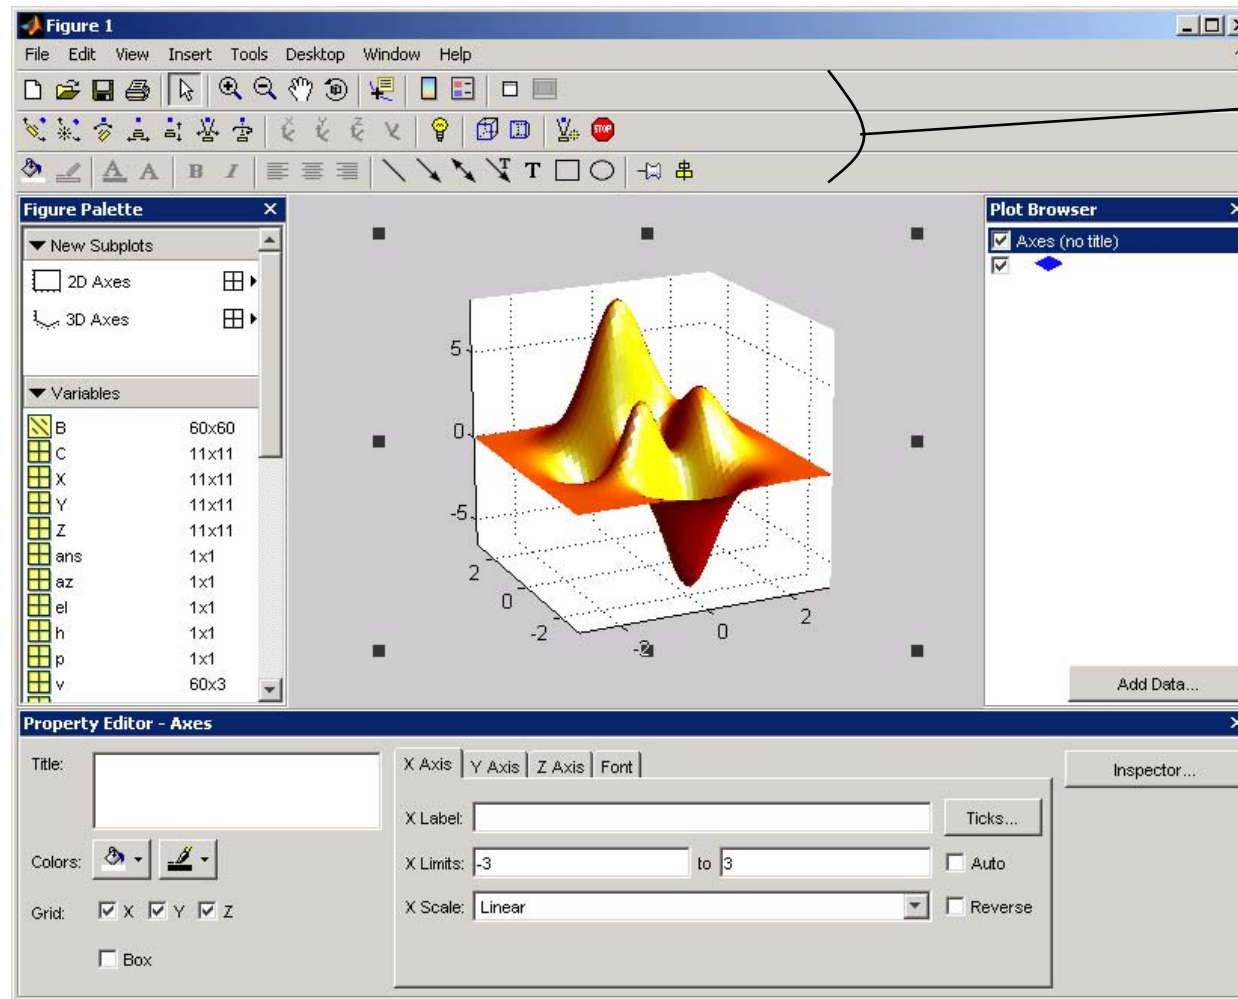 Figure 1
File Edit View Insert Tools Desktop Window Help
STOP
A A B I T T
Figure Palette
New Subplots
2D Axes
3D Axes
Variables
B 60x60
C 11x11
X 11x11
Y 11x11
Z 11x11
ans 1x1
az 1x1
el 1x1
h 1x1
p 1x1
v 60x3
5
0
-5
2
0
-2
-2
0
2
Plot Browser
Axes (no title)
Add Data...
Property Editor - Axes
Title:
Colors:
Grid: X Y Z
Box
X Axis Y Axis Z Axis Font
X Label: Ticks...
X Limits: -3 to 3 Auto
X Scale: Linear Reverse
Inspector...